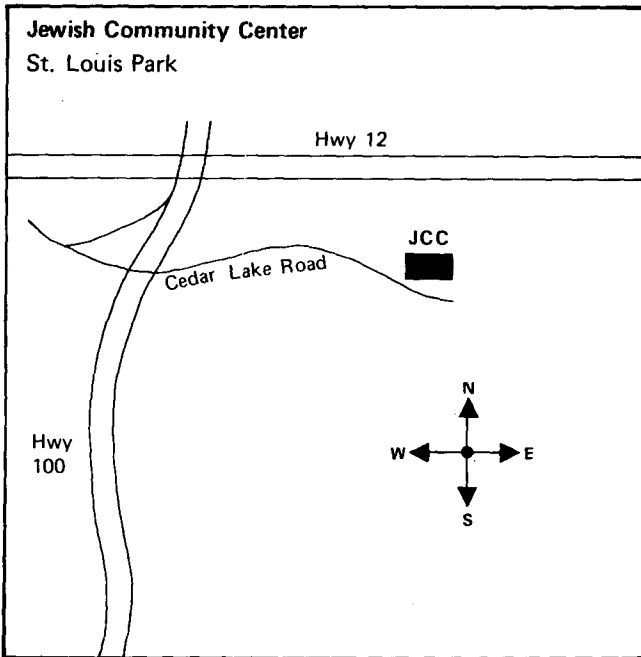 Jewish Community Center
St. Louis Park
Hwy 12
JCC
Cedar Lake Road
N
Hwy
100
W
E
S